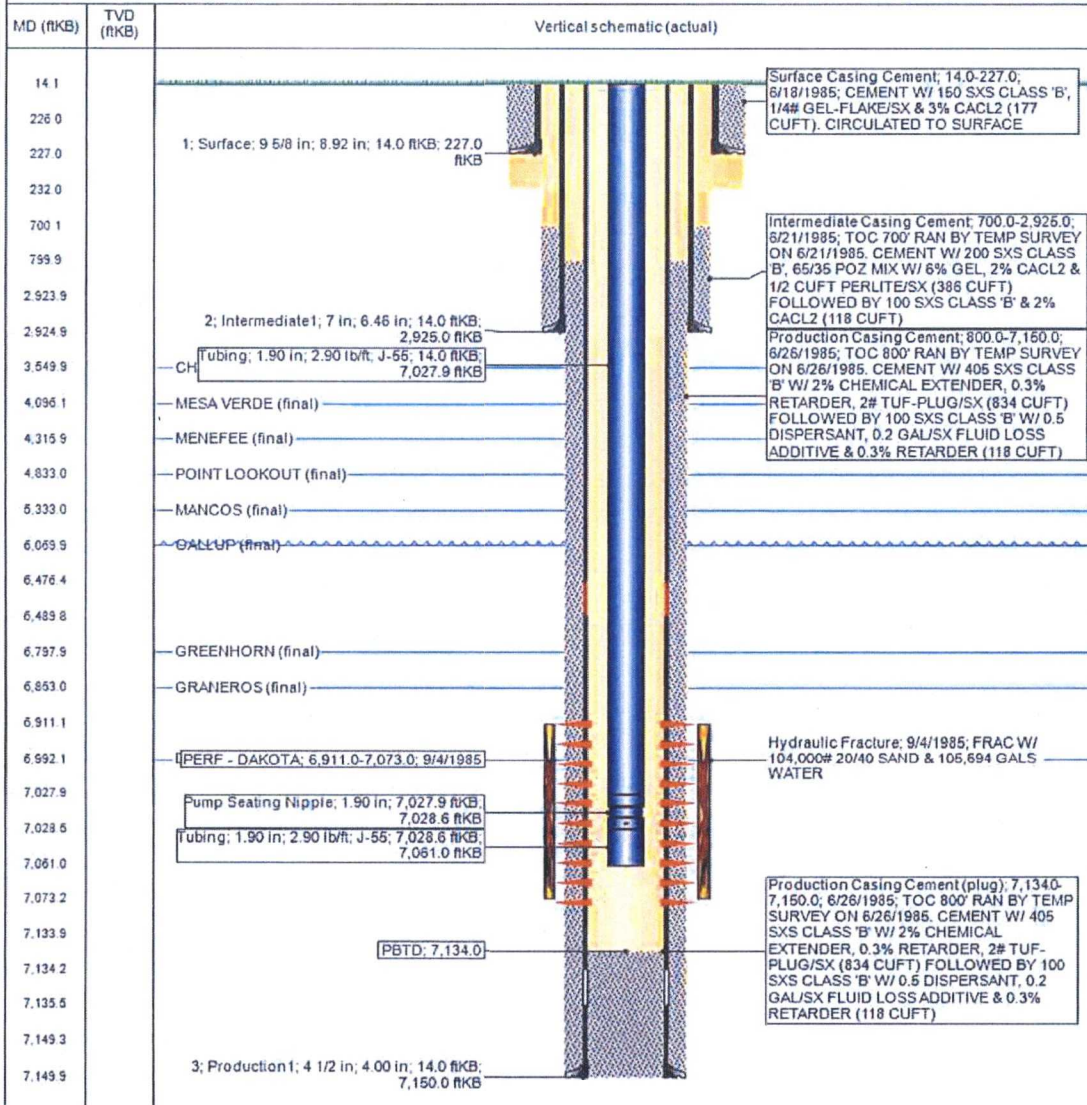 MD (ftKB)
TVD
(ftKB)
Vertical schematic (actual)
14.1
226.0
227.0
232.0
700.1
799.9
2,923.9
2,924.9
3,549.9
4,096.1
4,315.9
4,833.0
5,333.0
6,069.9
6,476.4
6,489.8
6,797.9
6,853.0
6,911.1
6,992.1
7,027.9
7,028.5
7,061.0
7,073.2
7,133.9
7,134.2
7,135.5
7,149.3
7,149.9
1; Surface; 9 5/8 in; 8.92 in; 14.0 ftKB; 227.0
ftKB
2; Intermediate1; 7 in; 6.46 in; 14.0 ftKB;
2,925.0 ftKB
Tubing; 1.90 in; 2.90 lb/ft; J-55; 14.0 ftKB;
7,027.9 ftKB
CH
MESA VERDE (final)
MENEFEE (final)
POINT LOOKOUT (final)
MANCOS (final)
GALLUP (final)
GREENHORN (final)
GRANEROS (final)
PERF - DAKOTA; 6,911.0-7,073.0; 9/4/1985
Pump Seating Nipple; 1.90 in; 7,027.9 ftKB;
7,028.6 ftKB
Tubing; 1.90 in; 2.90 lb/ft; J-55; 7,028.6 ftKB;
7,061.0 ftKB
PBTD; 7,134.0
3; Production1; 4 1/2 in; 4.00 in; 14.0 ftKB;
7,150.0 ftKB
Surface Casing Cement; 14.0-227.0;
6/18/1985; CEMENT W/ 150 SXS CLASS 'B',
1/4# GEL-FLAKE/SX & 3% CACL2 (177
CUFT). CIRCULATED TO SURFACE
Intermediate Casing Cement; 700.0-2,925.0;
6/21/1985; TOC 700' RAN BY TEMP SURVEY
ON 6/21/1985. CEMENT W/ 200 SXS CLASS
'B', 65/35 POZ MIX W/ 6% GEL, 2% CACL2 &
1/2 CUFT PERLITE/SX (386 CUFT)
FOLLOWED BY 100 SXS CLASS 'B' & 2%
CACL2 (118 CUFT)
Production Casing Cement; 800.0-7,150.0;
6/26/1985; TOC 800' RAN BY TEMP SURVEY
ON 6/26/1985. CEMENT W/ 405 SXS CLASS
'B' W/ 2% CHEMICAL EXTENDER, 0.3%
RETARDER, 2# TUF-PLUG/SX (834 CUFT)
FOLLOWED BY 100 SXS CLASS 'B' W/ 0.5
DISPERSANT, 0.2 GAL/SX FLUID LOSS
ADDITIVE & 0.3% RETARDER (118 CUFT)
Hydraulic Fracture; 9/4/1985; FRAC W/
104,000# 20/40 SAND & 105,694 GALS
WATER
Production Casing Cement (plug); 7,134.0-
7,150.0; 6/26/1985; TOC 800' RAN BY TEMP
SURVEY ON 6/26/1985. CEMENT W/ 405
SXS CLASS 'B' W/ 2% CHEMICAL
EXTENDER, 0.3% RETARDER, 2# TUF-
PLUG/SX (834 CUFT) FOLLOWED BY 100
SXS CLASS 'B' W/ 0.5 DISPERSANT, 0.2
GAL/SX FLUID LOSS ADDITIVE & 0.3%
RETARDER (118 CUFT)